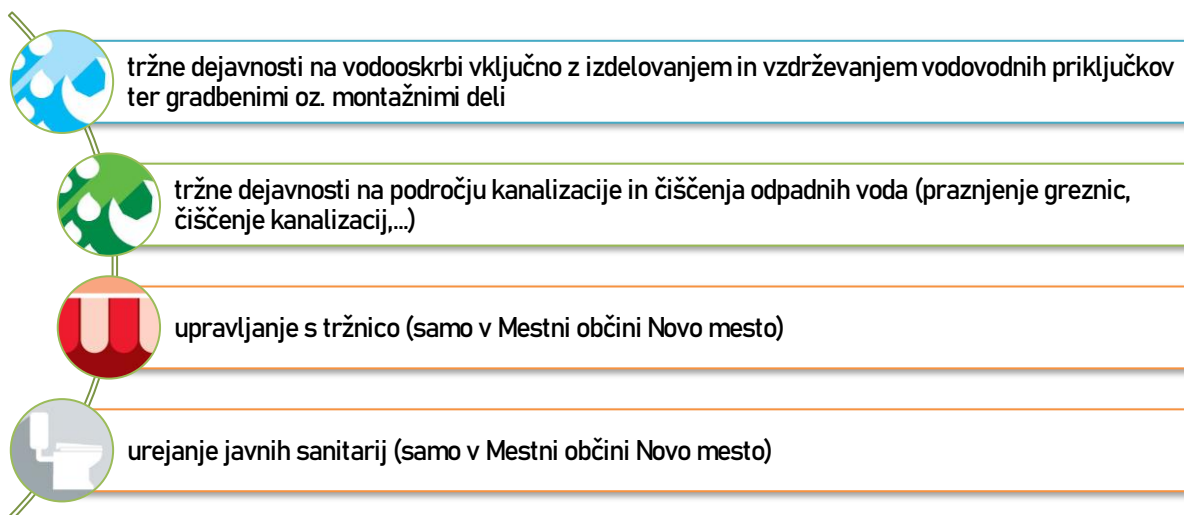 tržne dejavnosti na vodooskrbi vključno z izdelovanjem in vzdrževanjem vodovodnih priključkov
ter gradbenimi oz. montažnimi deli
tržne dejavnosti na področju kanalizacije in čiščenja odpadnih voda (praznjenje greznic,
čiščenje kanalizacij,...)
upravljanje s tržnico (samo v Mestni občini Novo mesto)
urejanje javnih sanitarij (samo v Mestni občini Novo mesto)